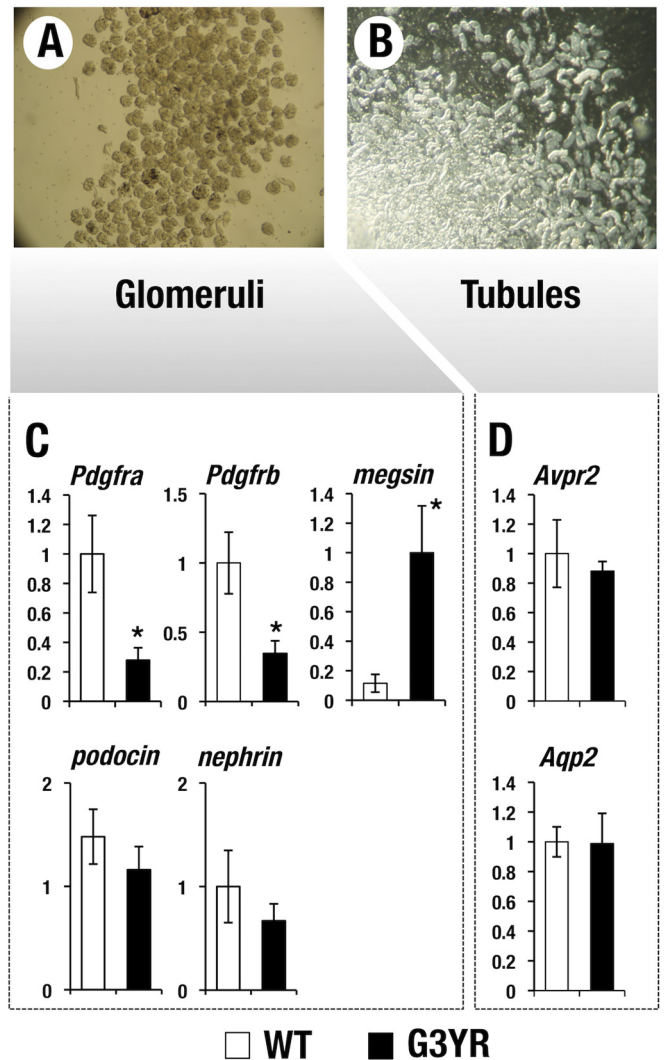 A B
Glomeruli Tubules
C D
Pdgfra Pdgfrb megsin Avpr2
1.4 1.5 1.4 1.4
1.2 1.2 1.2
1 1 1 1
0.8 0.8 0.8
0.6 0.5 0.6 0.6
0.4 * * * 0.4 0.4
0.2 0.2 0.2
0 0 0 0
podocin nephrin Aqp2
2 2 1.4
1.2
1 1 1
0.8
0.6
0.4
0.2
0 0 0
WT G3YR